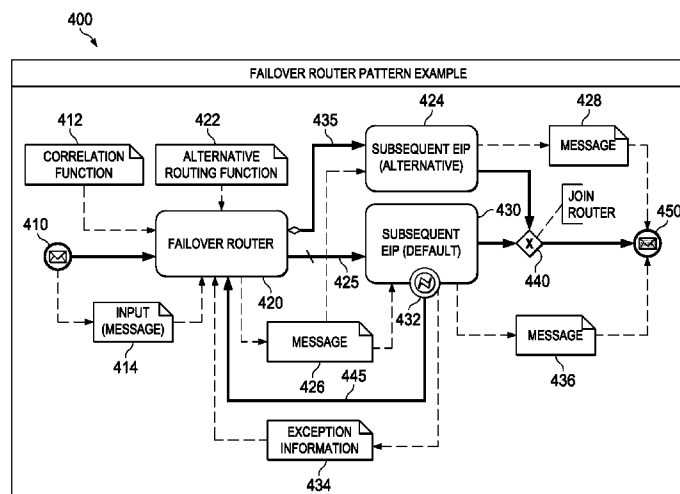 400
FAILOVER ROUTER PATTERN EXAMPLE
412
CORRELATION
FUNCTION
422
ALTERNATIVE
ROUTING FUNCTION
435
424
SUBSEQUENT EIP
(ALTERNATIVE)
428
MESSAGE
410
FAILOVER ROUTER
420
425
430
SUBSEQUENT
EIP (DEFAULT)
432
JOIN
ROUTER
X
440
450
INPUT
(MESSAGE)
414
MESSAGE
426
445
MESSAGE
436
EXCEPTION
INFORMATION
434